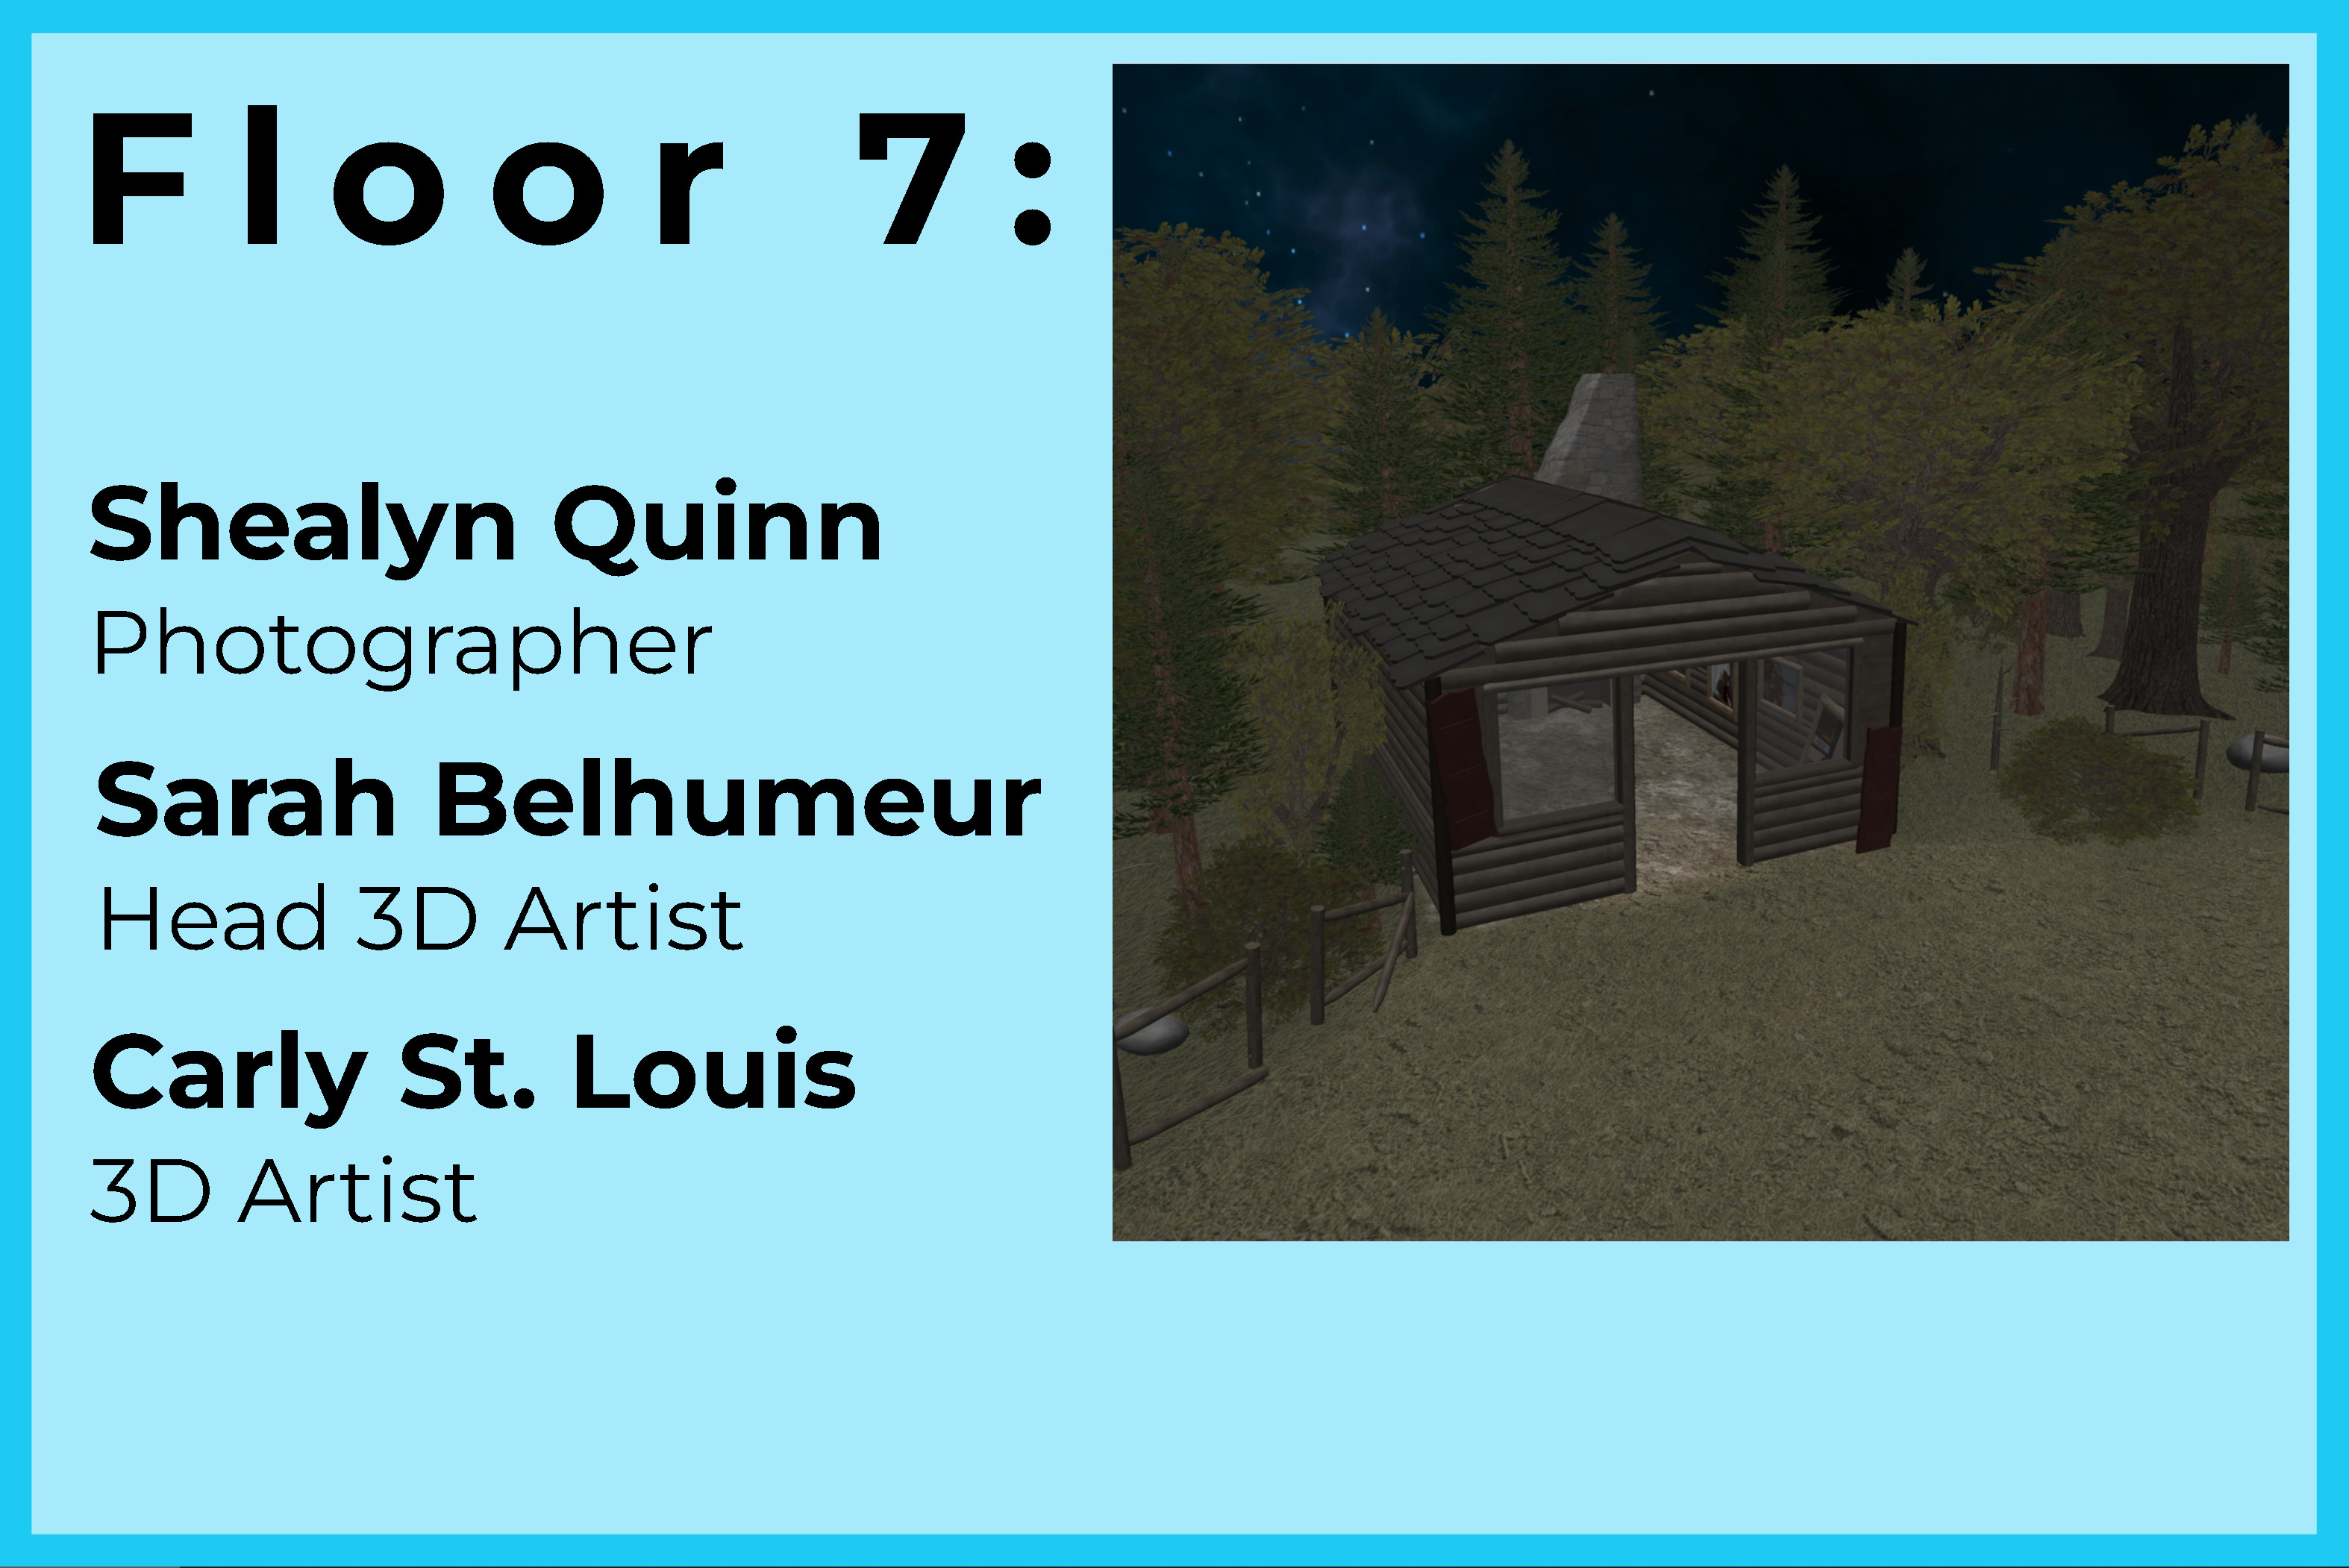 Floor 7:
Shealyn Quinn
Photographer
Sarah Belhumeur
Head 3D Artist
Carly St. Louis
3D Artist